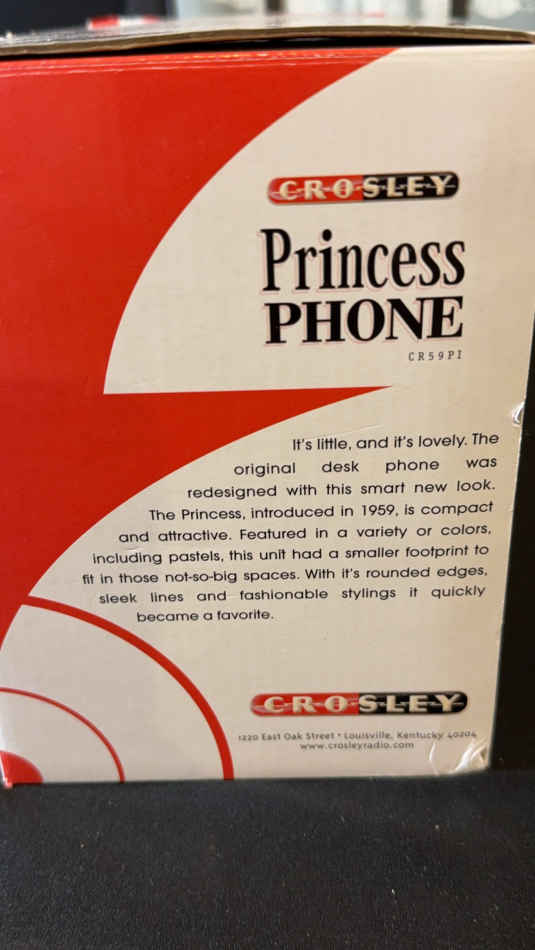 CROSLEY
Princess
PHONE
CR59PI
It's little, and it's lovely. The
original desk phone was
redesigned with this smart new look.
The Princess, introduced in 1959, is compact
and attractive. Featured in a variety or colors,
including pastels, this unit had a smaller footprint to
fit in those not-so-big spaces. With it's rounded edges,
sleek lines and fashionable stylings it quickly
became a favorite.
CROSLEY
1220 East Oak Street • Louisville, Kentucky 40204
www.crosleyradio.com